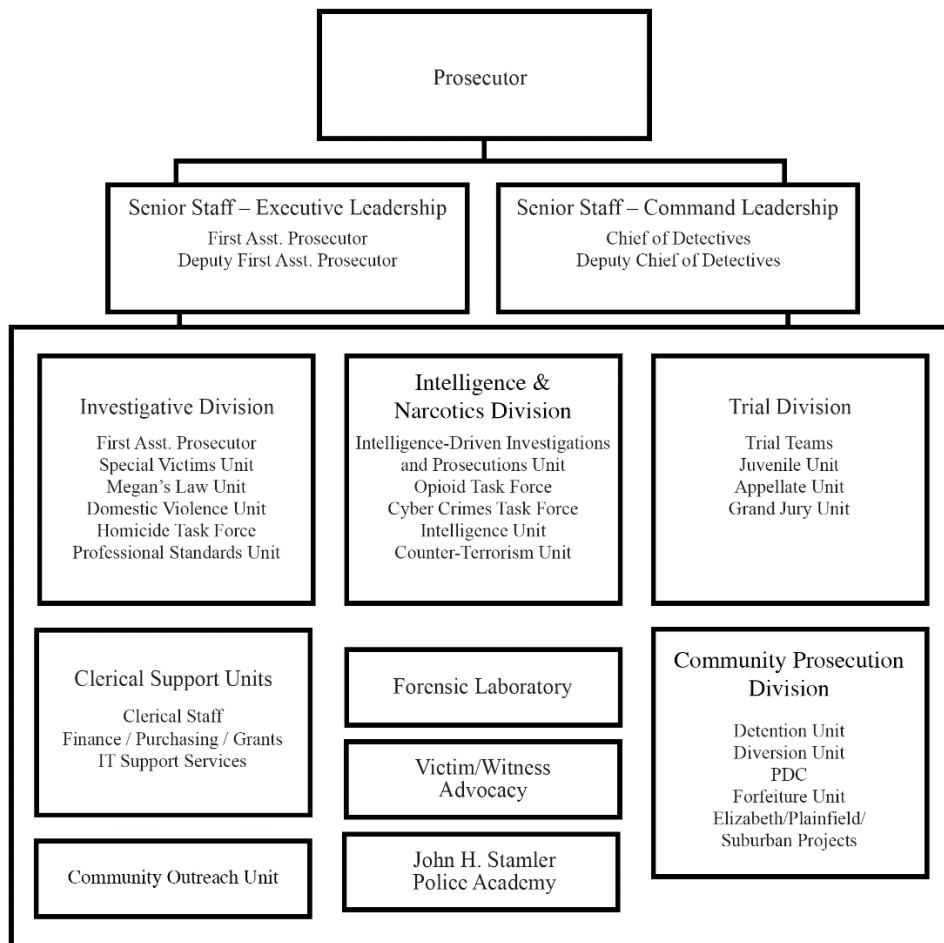 Prosecutor
Senior Staff – Executive Leadership
First Asst. Prosecutor
Deputy First Asst. Prosecutor
Senior Staff – Command Leadership
Chief of Detectives
Deputy Chief of Detectives
Investigative Division
First Asst. Prosecutor
Special Victims Unit
Megan's Law Unit
Domestic Violence Unit
Homicide Task Force
Professional Standards Unit
Intelligence &
Narcotics Division
Intelligence-Driven Investigations
and Prosecutions Unit
Opioid Task Force
Cyber Crimes Task Force
Intelligence Unit
Counter-Terrorism Unit
Trial Division
Trial Teams
Juvenile Unit
Appellate Unit
Grand Jury Unit
Clerical Support Units
Clerical Staff
Finance / Purchasing / Grants
IT Support Services
Forensic Laboratory
Victim/Witness
Advocacy
John H. Stamler
Police Academy
Community Prosecution
Division
Detention Unit
Diversion Unit
PDC
Forfeiture Unit
Elizabeth/Plainfield/
Suburban Projects
Community Outreach Unit